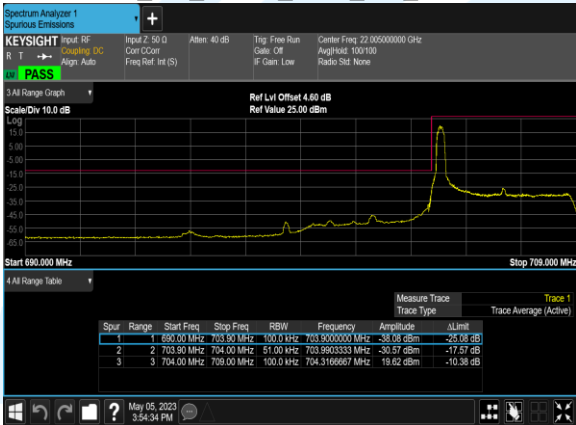 Spectrum Analyzer 1
Spurious Emissions
KEYSIGHT Input: RF
R T Coupling: DC
Align: Auto
LXI PASS
Input Z: 50 Ω
Corr CCorr
Freq Ref: Int (S)
Atten: 40 dB
Trig: Free Run
Gate: Off
IF Gain: Low
Center Freq: 22.005000000 GHz
Avg|Hold: 100/100
Radio Std: None
3 All Range Graph
Scale/Div 10.0 dB
Ref Lvl Offset 4.60 dB
Ref Value 25.00 dBm
Log
15.0
5.00
-5.00
-15.0
-25.0
-35.0
-45.0
-55.0
-65.0
Start 690.000 MHz
Stop 709.000 MHz
4 All Range Table
Measure Trace Trace 1
Trace Type Trace Average (Active)
Spur Range Start Freq Stop Freq RBW Frequency Amplitude ΔLimit
1 1 690.00 MHz 703.90 MHz 100.0 kHz 703.9000000 MHz -38.08 dBm -25.08 dB
2 2 703.90 MHz 704.00 MHz 51.00 kHz 703.9903333 MHz -30.57 dBm -17.57 dB
3 3 704.00 MHz 709.00 MHz 100.0 kHz 704.3166667 MHz 19.62 dBm -10.38 dB
? May 05, 2023
3:54:34 PM